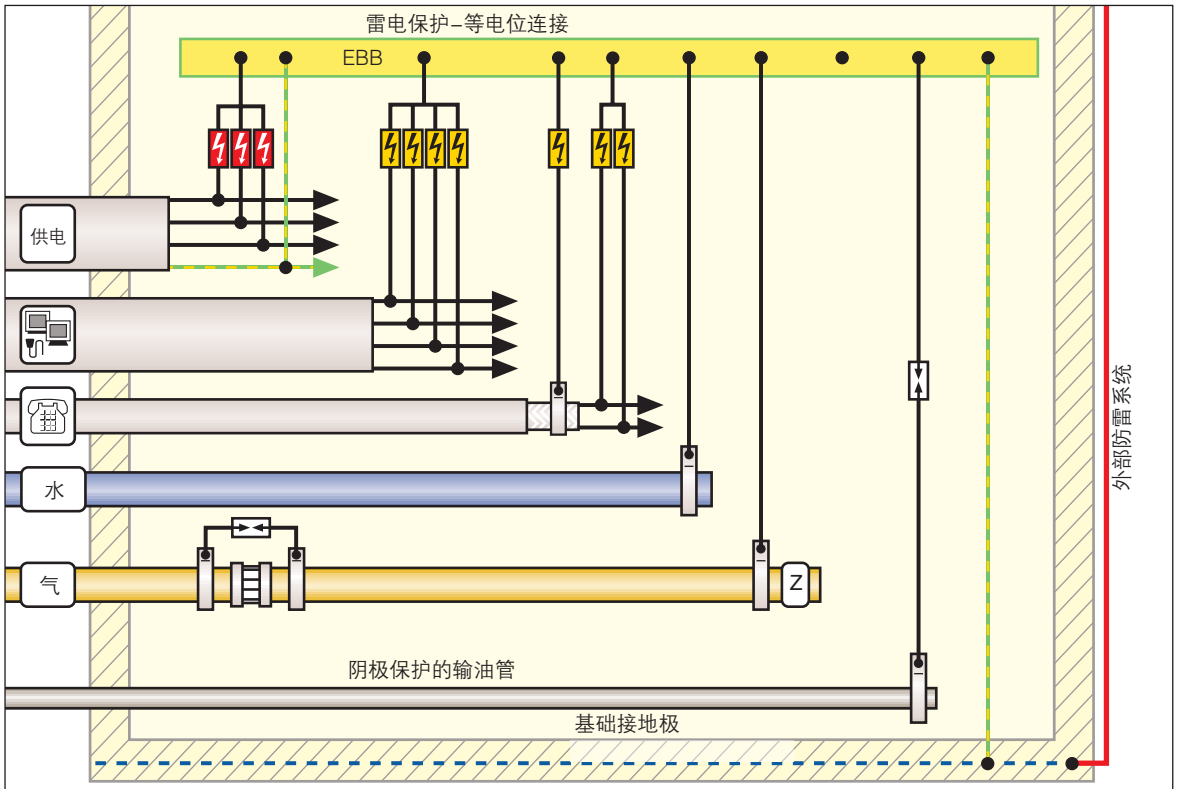 雷电保护-等电位连接
EBB
供电
水
气
Z
阴极保护的输油管
基础接地极
外部防雷系统